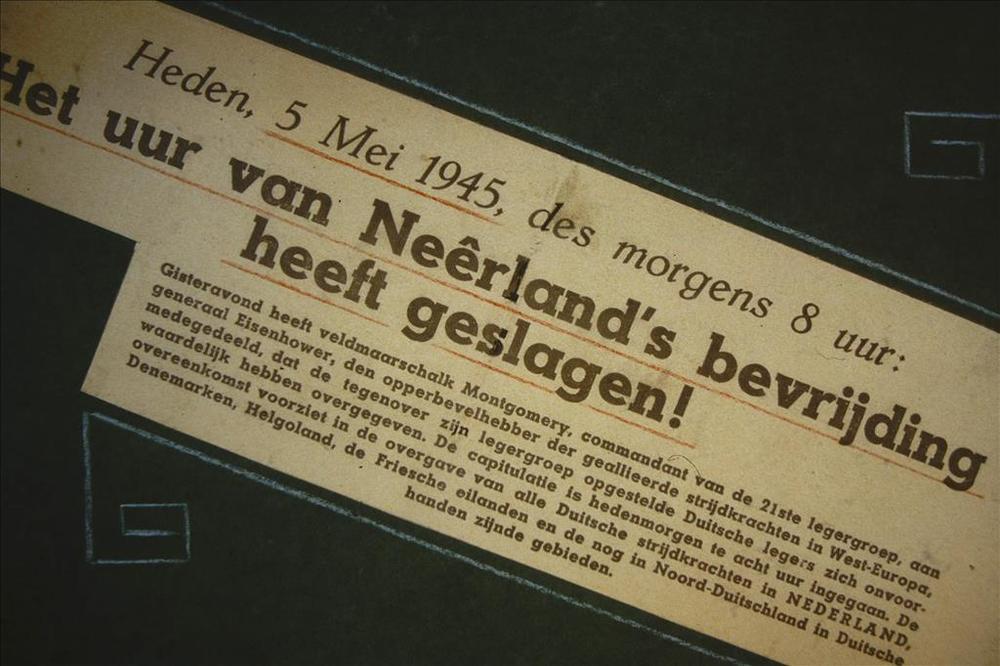 Heden, 5 Mei 1945, des morgens 8 uur:
Het uur van Neêrland's bevrijding
heeft geslagen!
Gisteravond heeft veldmaarschalk Montgomery, commandant van de 21ste legergroep, aan
generaal Eisenhower, den opperbevelhebber der geallieerde strijdkrachten in West-Europa,
medegedeeld, dat de tegenover zijn legergroep opgestelde Duitsche legers zich onvoor-
waardelijk hebben overgegeven. De capitulatie is hedenmorgen te acht uur ingegaan. De
overeenkomst voorziet in de overgave van alle Duitsche strijdkrachten in NEDERLAND,
Denemarken, Helgoland, de Friesche eilanden en de nog in Noord-Duitschland in Duitsche
handen zijnde gebieden.